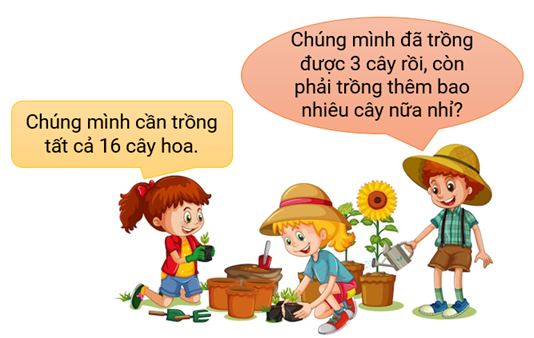 Chúng mình cần trồng
tất cả 16 cây hoa.
Chúng mình đã trồng
được 3 cây rồi, còn
phải trồng thêm bao
nhiêu cây nữa nhỉ?